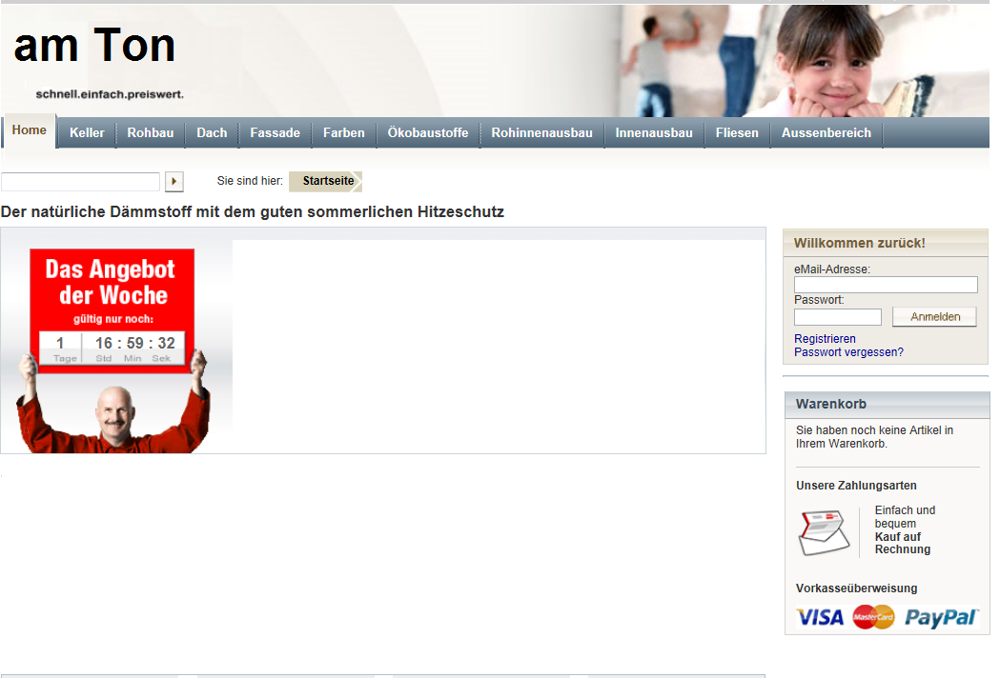 am Ton
schnell.einfach.preiswert.
Home Keller Rohbau Dach Fassade Farben Ökobaustoffe Rohinnenausbau Innenausbau Fliesen Aussenbereich
Sie sind hier: Startseite
Der natürliche Dämmstoff mit dem guten sommerlichen Hitzeschutz
Das Angebot
der Woche
gültig nur noch:
1 16 : 59 : 32
Tage Std Min Sek
Willkommen zurück!
eMail-Adresse:
Passwort:
Anmelden
Registrieren
Passwort vergessen?
Warenkorb
Sie haben noch keine Artikel in
Ihrem Warenkorb.
Unsere Zahlungsarten
Einfach und
bequem
Kauf auf
Rechnung
Vorkasseüberweisung
VISA MasterCard PayPal